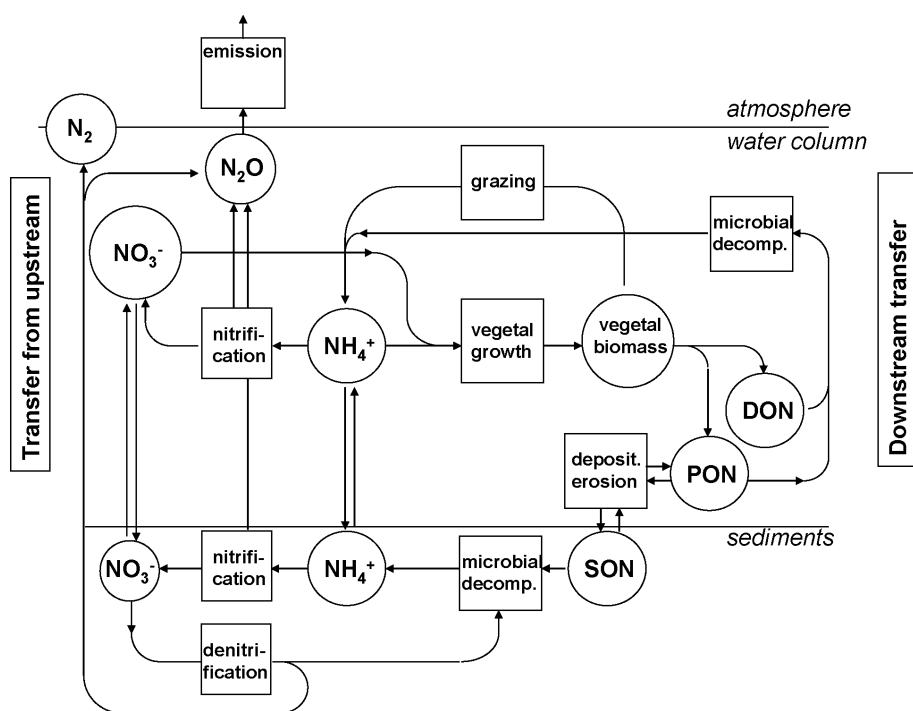 emission
atmosphere
N₂
water column
N₂O
grazing
Transfer from upstream
Downstream transfer
microbial
decomp.
NO₃⁻
nitrifi-
cation
NH₄⁺
vegetal
growth
vegetal
biomass
DON
deposit.
erosion
PON
sediments
NO₃⁻
nitrifi-
cation
NH₄⁺
microbial
decomp.
SON
denitri-
fication